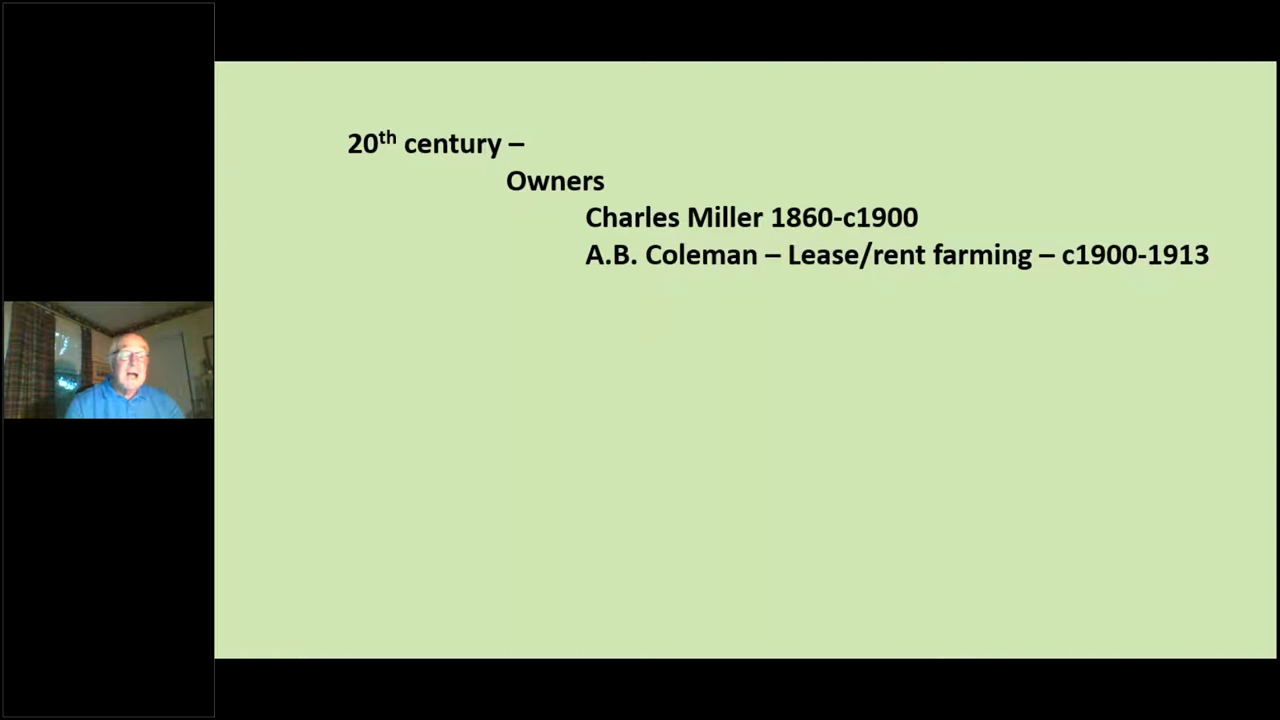 20th century –
Owners
Charles Miller 1860-c1900
A.B. Coleman – Lease/rent farming – c1900-1913